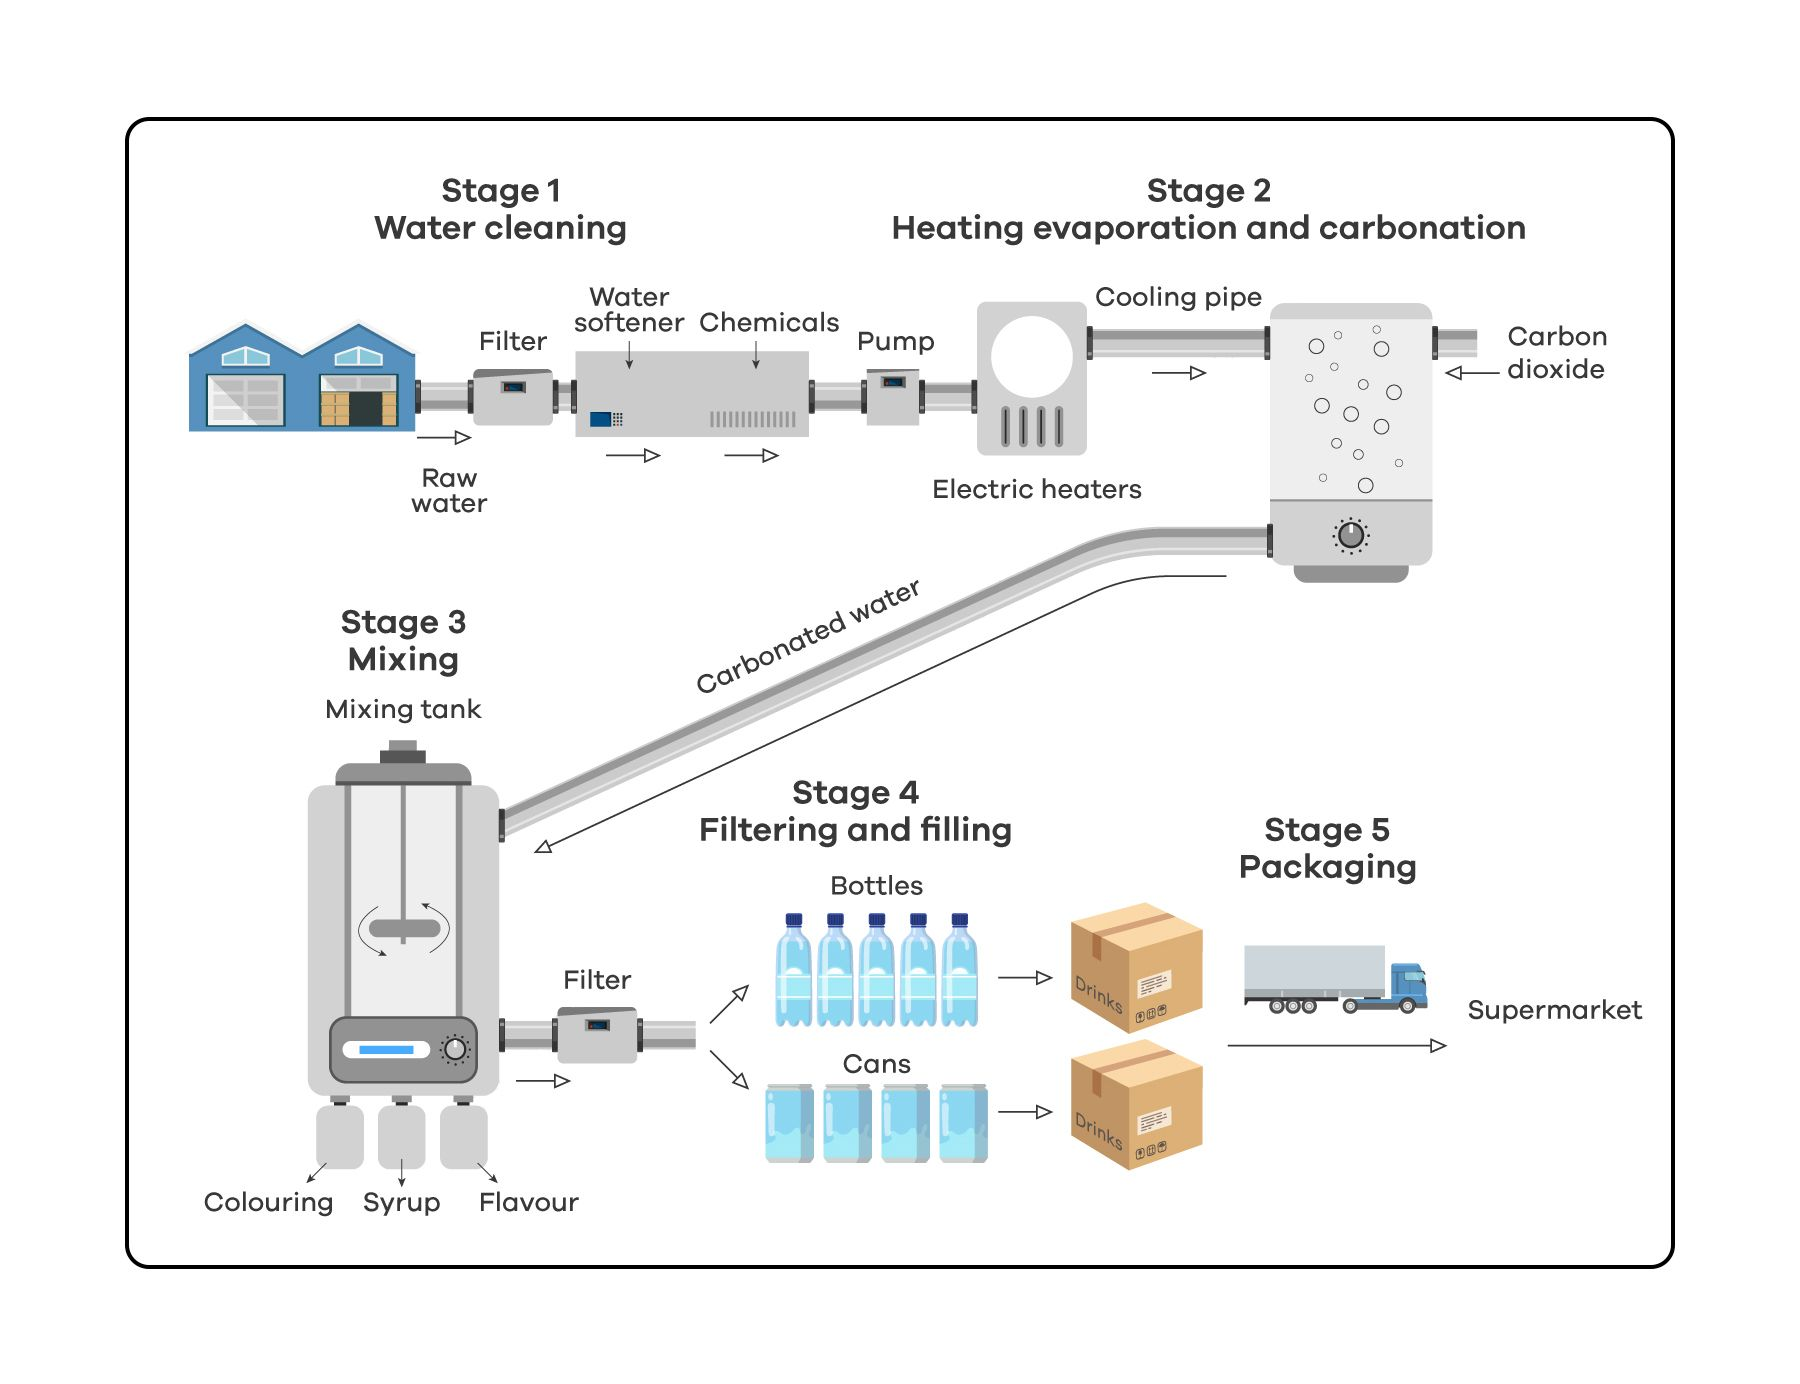 Stage 1
Water cleaning
Stage 2
Heating evaporation and carbonation
Water
softener
Chemicals
Filter
Pump
Cooling pipe
Carbon
dioxide
Raw
water
Electric heaters
Carbonated water
Stage 3
Mixing
Mixing tank
Stage 4
Filtering and filling
Stage 5
Packaging
Bottles
Filter
Drinks
Supermarket
Cans
Drinks
Colouring
Syrup
Flavour